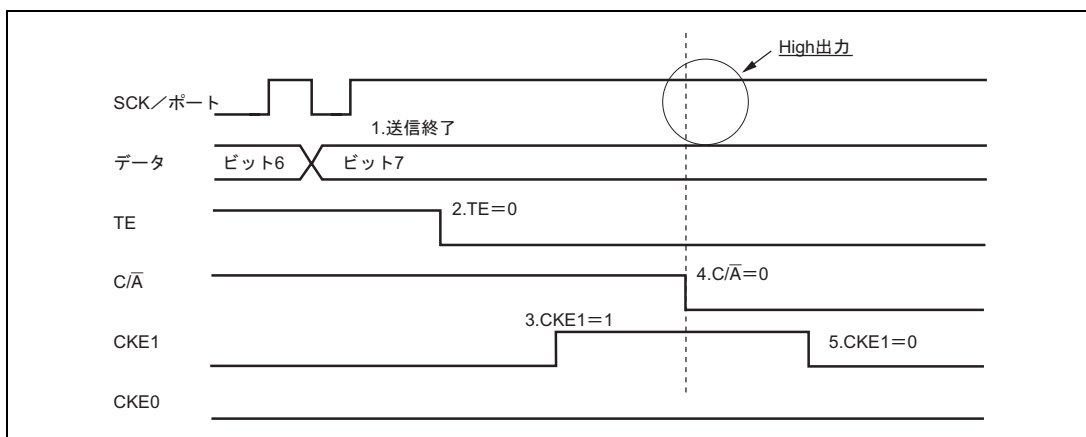 High出力
SCK／ポート
1.送信終了
データ
ビット6
ビット7
TE
2.TE＝0
C/A̅
4.C/A̅＝0
3.CKE1＝1
CKE1
5.CKE1＝0
CKE0